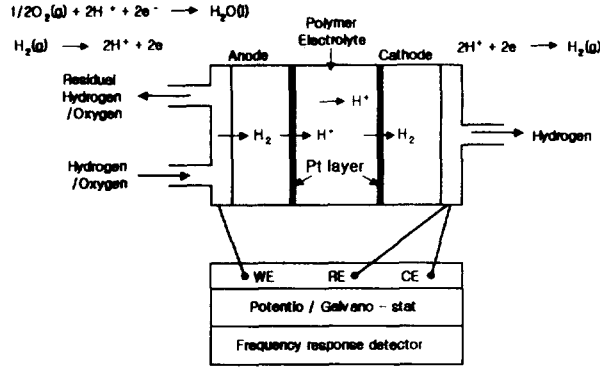 1/2O₂(g) + 2H⁺ + 2e⁻ → H₂O(l)
H₂(g) → 2H⁺ + 2e
Polymer
Electrolyte
Anode
Cathode
2H⁺ + 2e → H₂(g)
Residual
Hydrogen
/Oxygen
→ H⁺
→ H₂ → H⁺ → H₂
Hydrogen
Hydrogen
/Oxygen
Pt layer
WE RE CE
Potentio / Galvano - stat
Frequency response detector